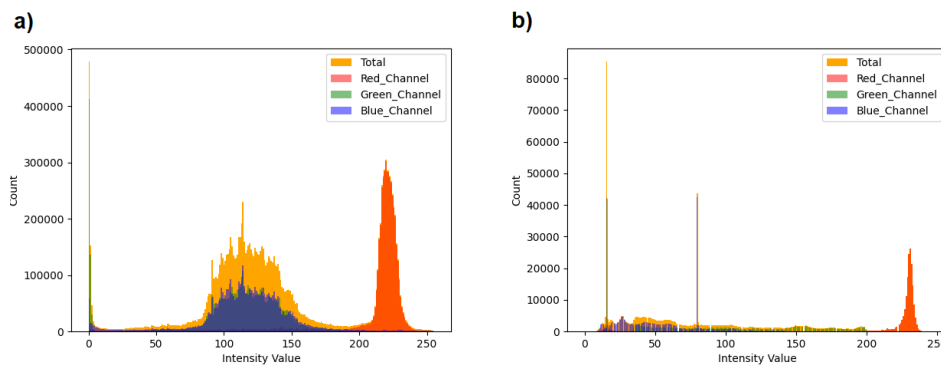 a)
500000
400000
300000
200000
100000
0
Count
0 50 100 150 200 250
Intensity Value
Total
Red_Channel
Green_Channel
Blue_Channel
b)
80000
70000
60000
50000
40000
30000
20000
10000
0
Count
0 50 100 150 200 250
Intensity Value
Total
Red_Channel
Green_Channel
Blue_Channel